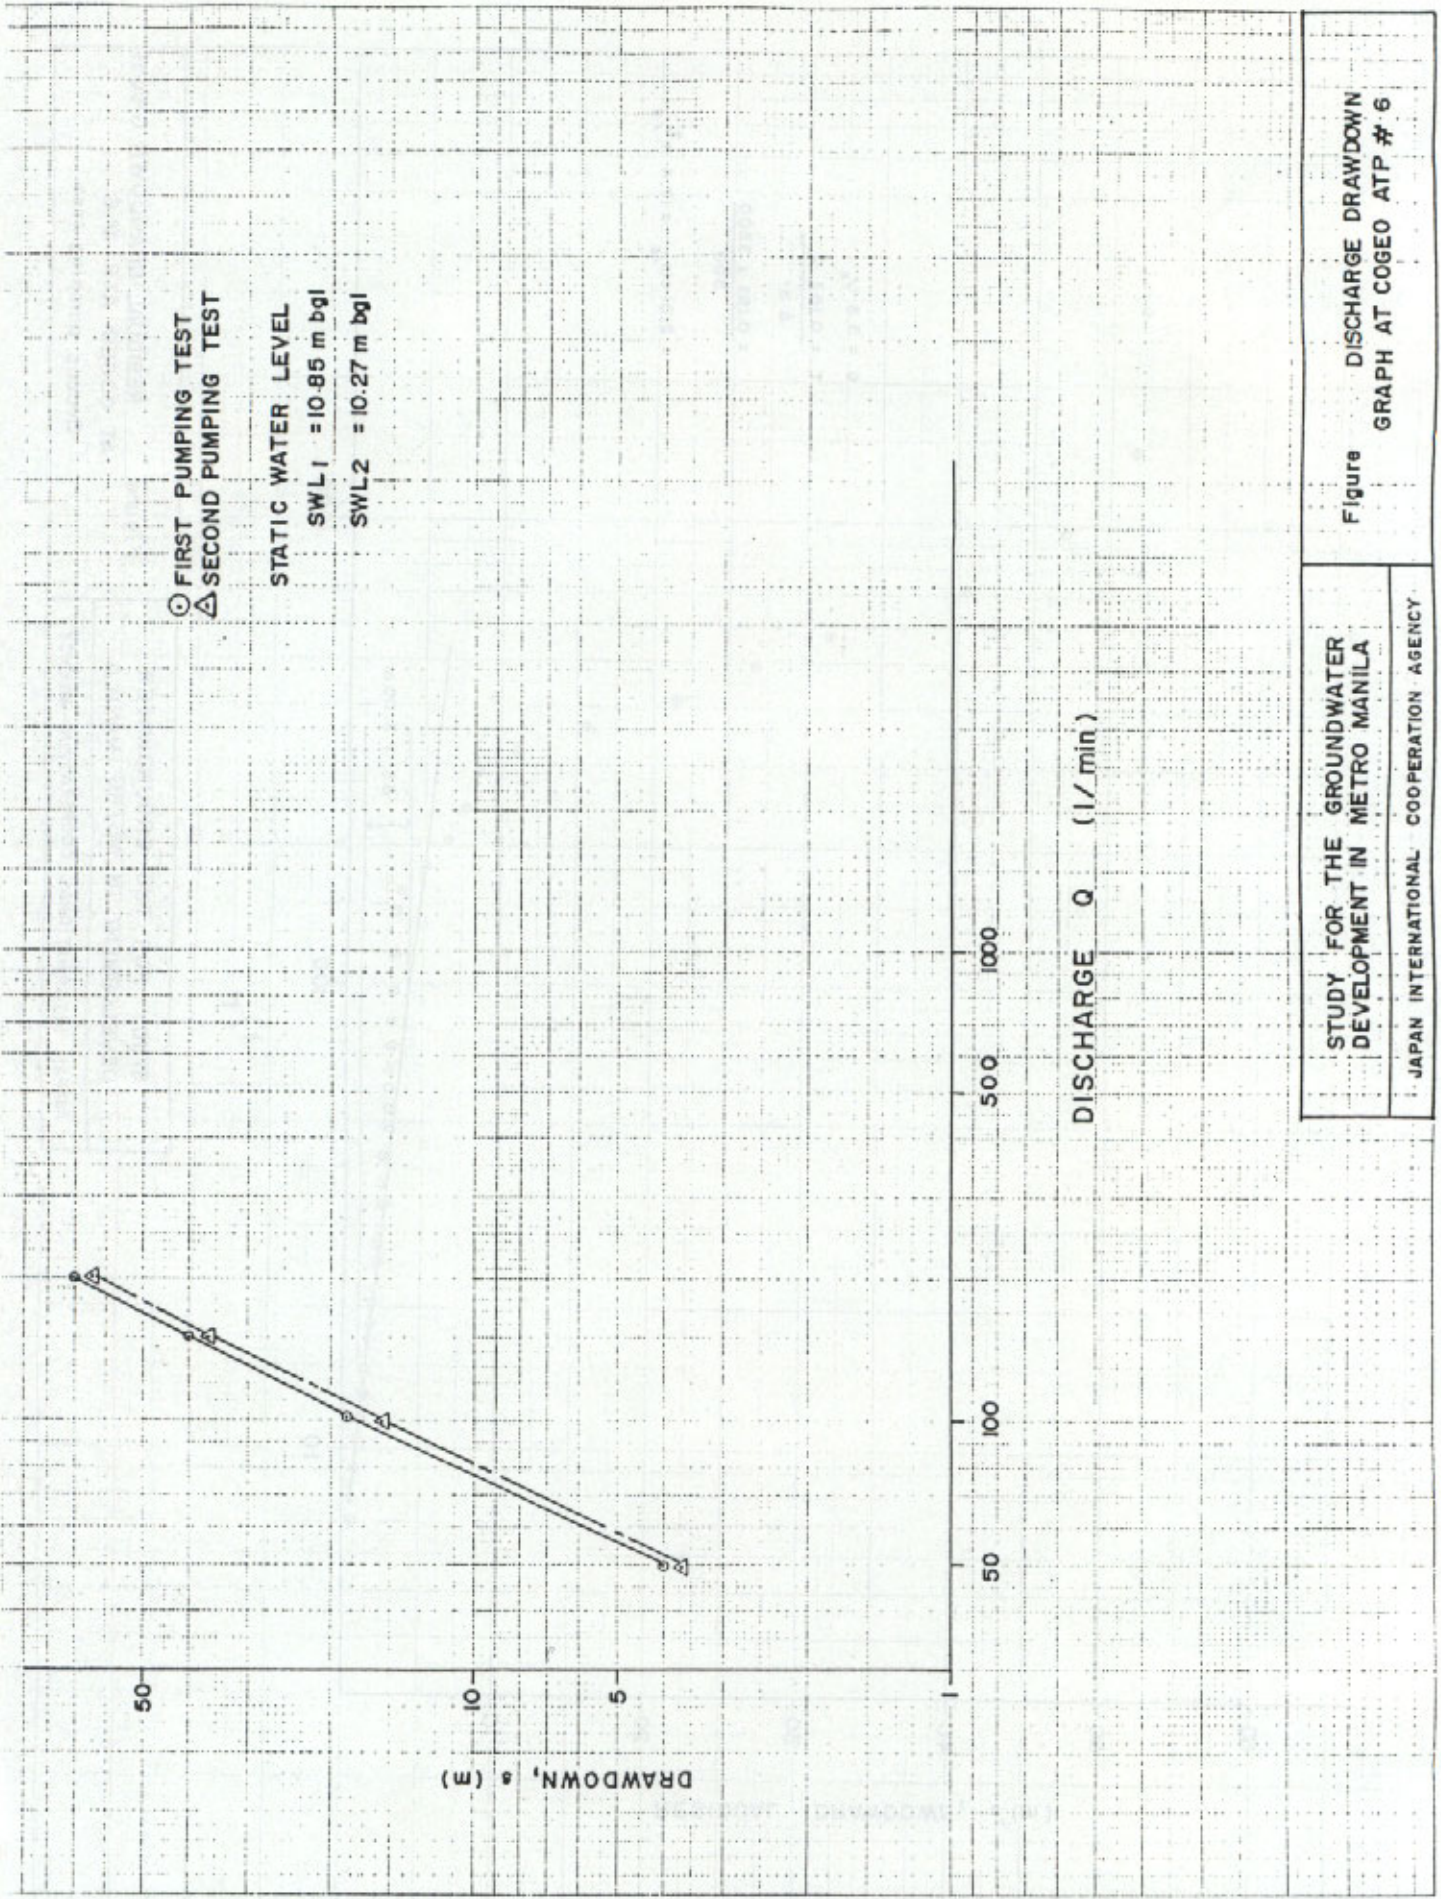 ⊙ FIRST PUMPING TEST
△ SECOND PUMPING TEST
STATIC WATER LEVEL
SWL1 = 10.85 m bgl
SWL2 = 10.27 m bgl
50
10
5
1
DRAWDOWN, s (m)
50
100
500
1000
DISCHARGE Q (l/min)
STUDY FOR THE GROUNDWATER
DEVELOPMENT IN METRO MANILA
JAPAN INTERNATIONAL COOPERATION AGENCY
Figure DISCHARGE DRAWDOWN
GRAPH AT COGEO ATP # 6